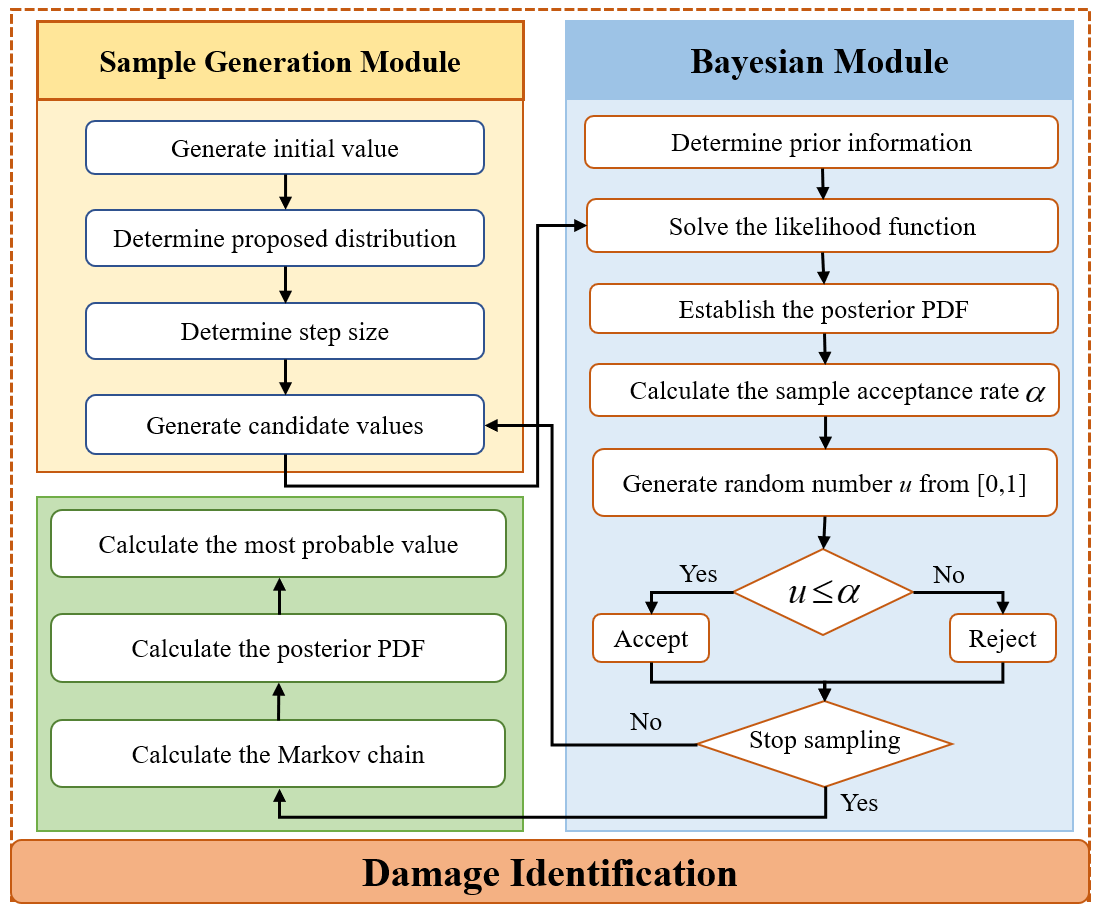 Sample Generation Module
Generate initial value
Determine proposed distribution
Determine step size
Generate candidate values
Bayesian Module
Determine prior information
Solve the likelihood function
Establish the posterior PDF
Calculate the sample acceptance rate α
Generate random number u from [0,1]
u≤α
Yes
No
Accept
Reject
Stop sampling
No
Yes
Calculate the most probable value
Calculate the posterior PDF
Calculate the Markov chain
Damage Identification